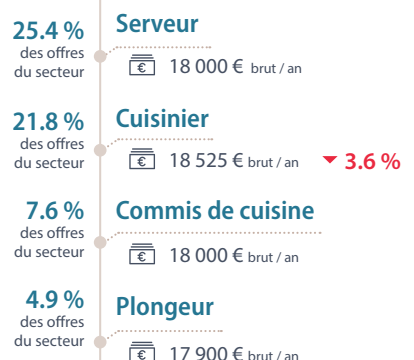 25.4 %
des offres
du secteur
Serveur
€ 18 000 € brut / an
21.8 %
des offres
du secteur
Cuisinier
€ 18 525 € brut / an ▼ 3.6 %
7.6 %
des offres
du secteur
Commis de cuisine
€ 18 000 € brut / an
4.9 %
des offres
du secteur
Plongeur
€ 17 900 € brut / an